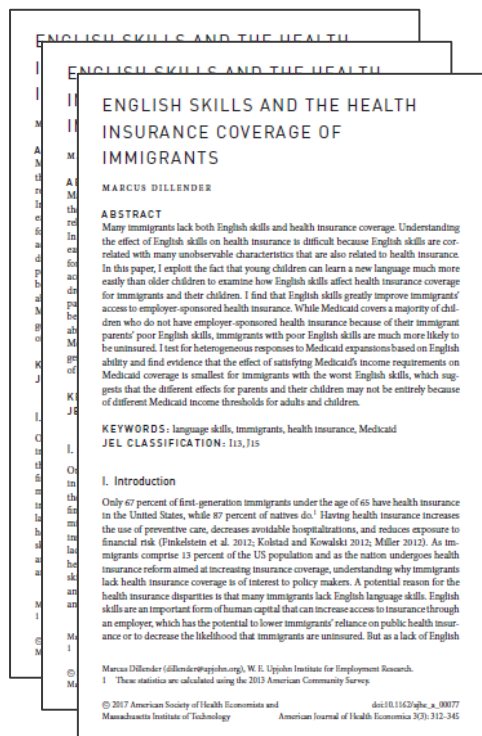 ENGLISH SKILLS AND THE HEALTH
ENGLISH SKILLS AND THE HEALTH
ENGLISH SKILLS AND THE HEALTH
INSURANCE COVERAGE OF
IMMIGRANTS
MARCUS DILLENDER
ABSTRACT
Many immigrants lack both English skills and health insurance coverage. Understanding
the effect of English skills on health insurance is difficult because English skills are cor-
related with many unobservable characteristics that are also related to health insurance.
In this paper, I exploit the fact that young children can learn a new language much more
easily than older children to examine how English skills affect health insurance coverage
for immigrants and their children. I find that English skills greatly improve immigrants'
access to employer-sponsored health insurance. While Medicaid covers a majority of chil-
dren who do not have employer-sponsored health insurance because of their immigrant
parents' poor English skills, immigrants with poor English skills are much more likely to
be uninsured. I test for heterogeneous responses to Medicaid expansions based on English
ability and find evidence that the effect of satisfying Medicaid's income requirements on
Medicaid coverage is smallest for immigrants with the worst English skills, which sug-
gests that the different effects for parents and their children may not be entirely because
of different Medicaid income thresholds for adults and children.
KEYWORDS: language skills, immigrants, health insurance, Medicaid
JEL CLASSIFICATION: I13, J15
I. Introduction
Only 67 percent of first-generation immigrants under the age of 65 have health insurance
in the United States, while 87 percent of natives do.1 Having health insurance increases
the use of preventive care, decreases avoidable hospitalizations, and reduces exposure to
financial risk (Finkelstein et al. 2012; Kolstad and Kowalski 2012; Miller 2012). As im-
migrants comprise 13 percent of the US population and as the nation undergoes health
insurance reform aimed at increasing insurance coverage, understanding why immigrants
lack health insurance coverage is of interest to policy makers. A potential reason for the
health insurance disparities is that many immigrants lack English language skills. English
skills are an important form of human capital that can increase access to insurance through
an employer, which has the potential to lower immigrants' reliance on public health insur-
ance or to decrease the likelihood that immigrants are uninsured. But as a lack of English
Marcus Dillender (dillender@upjohn.org), W. E. Upjohn Institute for Employment Research.
1 These statistics are calculated using the 2013 American Community Survey.
© 2017 American Society of Health Economists and doi:10.1162/ajhe_a_00077
Massachusetts Institute of Technology American Journal of Health Economics 3(3): 312–345